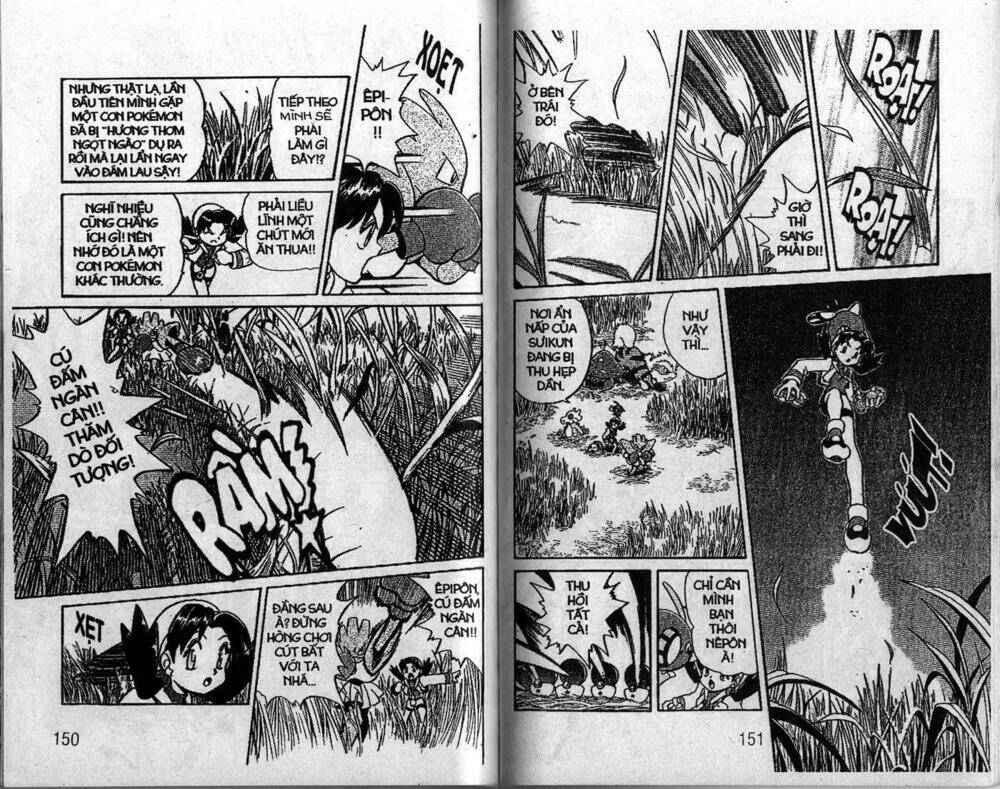 XOẸT
NHƯNG THẬT LẠ, LẦN
ĐẦU TIÊN MÌNH GẶP
MỘT CON POKÉMON
ĐÃ BỊ "HƯƠNG THƠM
NGỌT NGÀO" DỤ RA
RỒI MÀ LẠI LẨN NGAY
VÀO ĐÁM LAU SẬY!
TIẾP THEO
MÌNH SẼ
PHẢI
LÀM GÌ
ĐÂY!?
ÊPI-
PÔN
!!
NGHĨ NHIỀU
CŨNG CHẲNG
ÍCH GÌ! NÊN
NHỚ ĐÓ LÀ MỘT
CON POKÉMON
KHÁC THƯỜNG.
PHẢI LIỀU
LĨNH MỘT
CHÚT MỚI
ĂN THUA!!
CÚ
ĐẤM
NGÀN
CÂN!!
THĂM
DÒ ĐỐI
TƯỢNG!
RẦM!
XẸT
ĐẰNG SAU
À? ĐỪNG
HÒNG CHƠI
CÚT BẮT
VỚI TA
NHÁ...
ÊPIPÔN,
CÚ ĐẤM
NGÀN
CÂN!!
150
Ở BÊN
TRÁI
ĐÓ!
GIỜ
THÌ
SANG
PHẢI ĐI!
ROẠT!
ROẠT!
NƠI ẨN
NẤP CỦA
SUIKUN
ĐANG BỊ
THU HẸP
DẦN.
NHƯ
VẬY
THÌ...
VÚT!
THU
HỒI
TẤT
CẢ!
CHỈ CẦN
MÌNH
BẠN
THÔI
NÊPÔN
À!
151